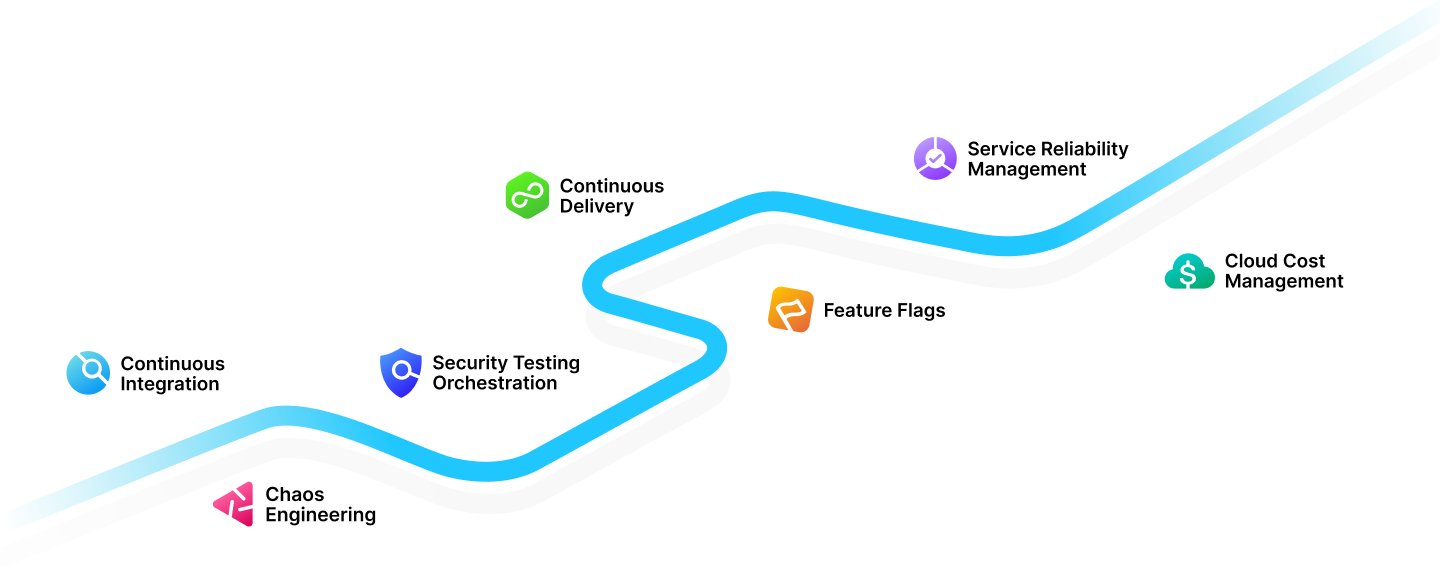 Service Reliability
Management
Continuous
Delivery
Cloud Cost
Management
Feature Flags
Continuous
Integration
Security Testing
Orchestration
Chaos
Engineering